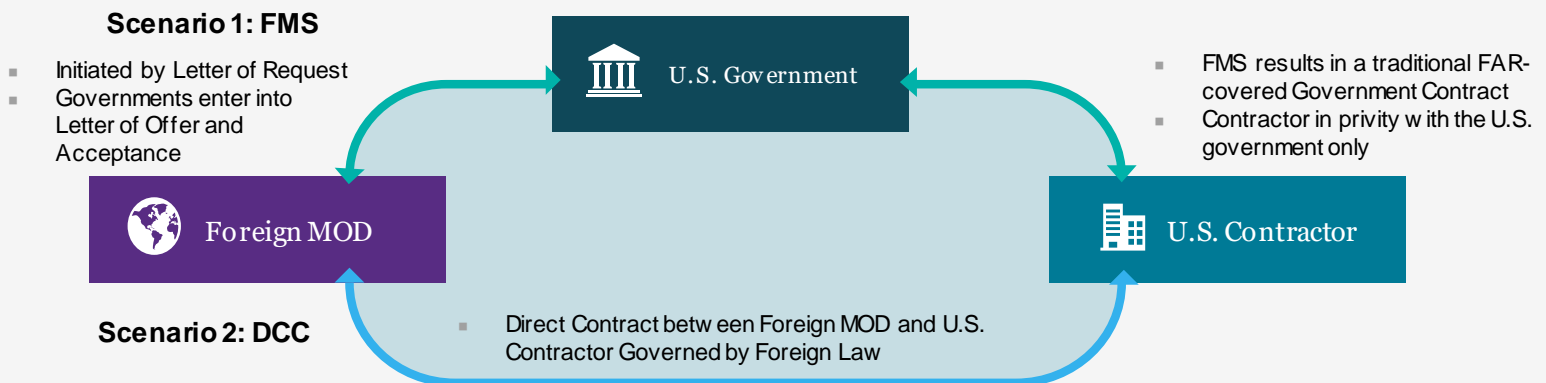 Scenario 1: FMS
▪ Initiated by Letter of Request
▪ Governments enter into
Letter of Offer and
Acceptance
U.S. Government
▪ FMS results in a traditional FAR-
covered Government Contract
▪ Contractor in privity with the U.S.
government only
Foreign MOD
U.S. Contractor
Scenario 2: DCC
▪ Direct Contract between Foreign MOD and U.S.
Contractor Governed by Foreign Law